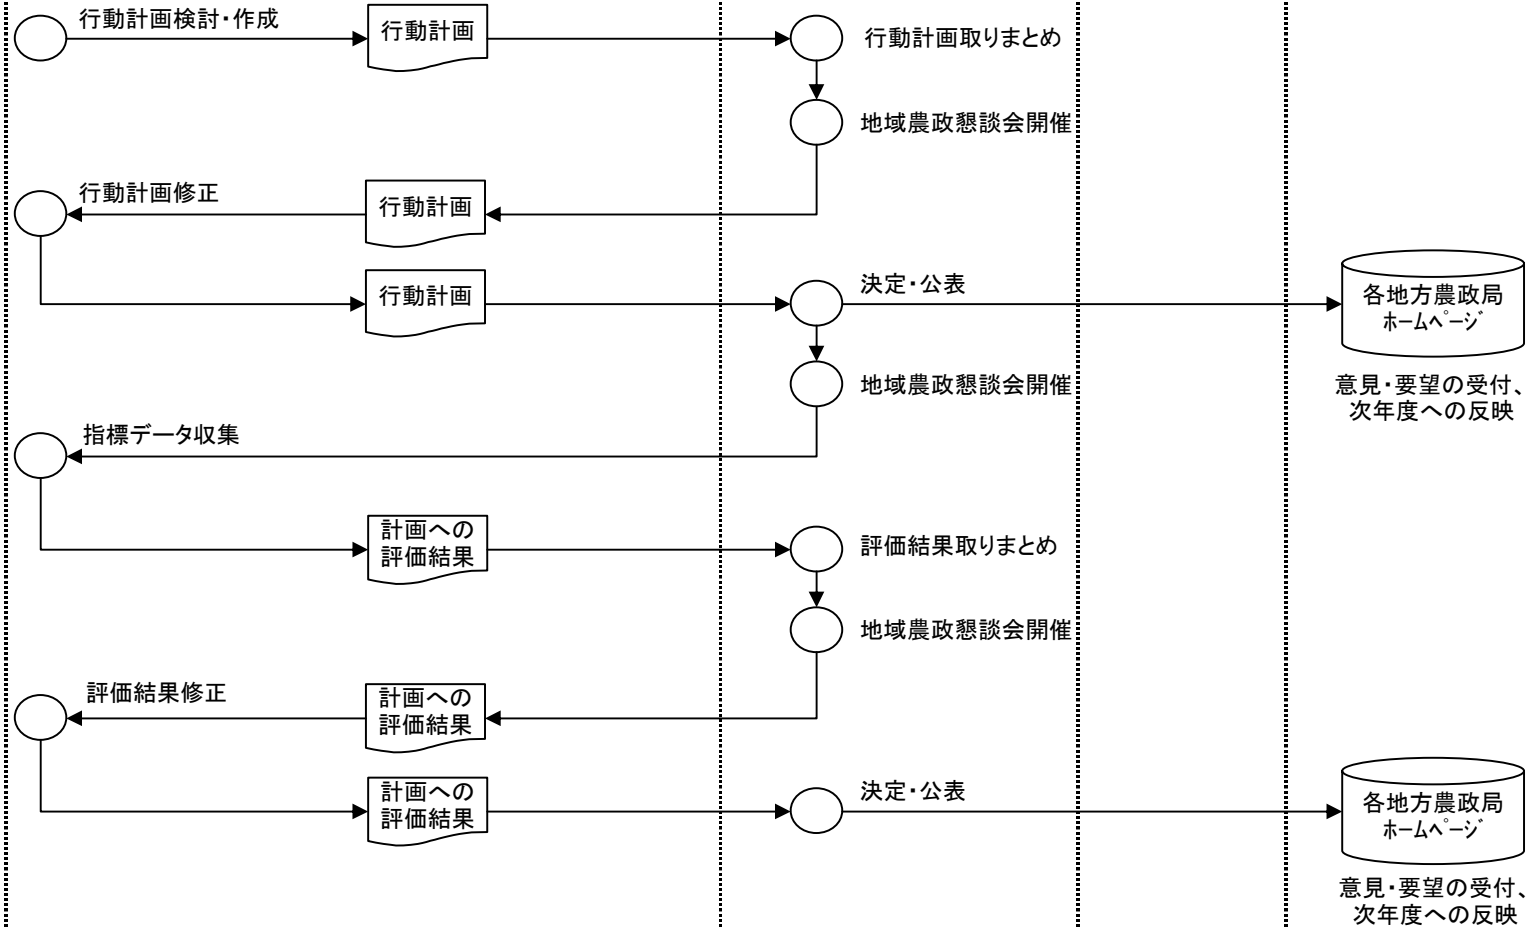 行動計画検討・作成
行動計画
行動計画取りまとめ
地域農政懇談会開催
行動計画修正
行動計画
行動計画
決定・公表
各地方農政局
ﾎｰﾑﾍﾟｰｼﾞ
地域農政懇談会開催
意見・要望の受付、
次年度への反映
指標データ収集
計画への
評価結果
評価結果取りまとめ
地域農政懇談会開催
評価結果修正
計画への
評価結果
計画への
評価結果
決定・公表
各地方農政局
ﾎｰﾑﾍﾟｰｼﾞ
意見・要望の受付、
次年度への反映